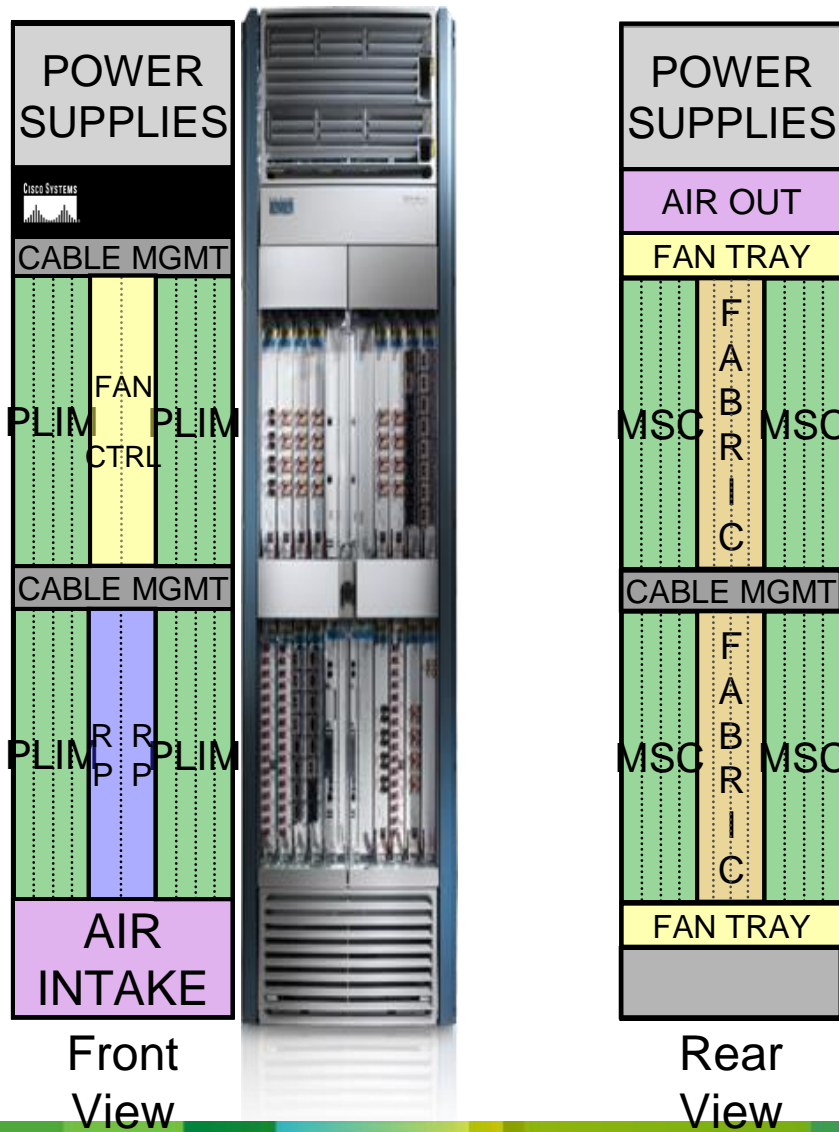 POWER
SUPPLIES
CISCO SYSTEMS
CABLE MGMT
PLIM
FAN
CTRL
PLIM
CABLE MGMT
PLIM
R
P
R
P
PLIM
AIR
INTAKE
Front
View
POWER
SUPPLIES
AIR OUT
FAN TRAY
MSC
F
A
B
R
I
C
MSC
CABLE MGMT
MSC
F
A
B
R
I
C
MSC
FAN TRAY
Rear
View